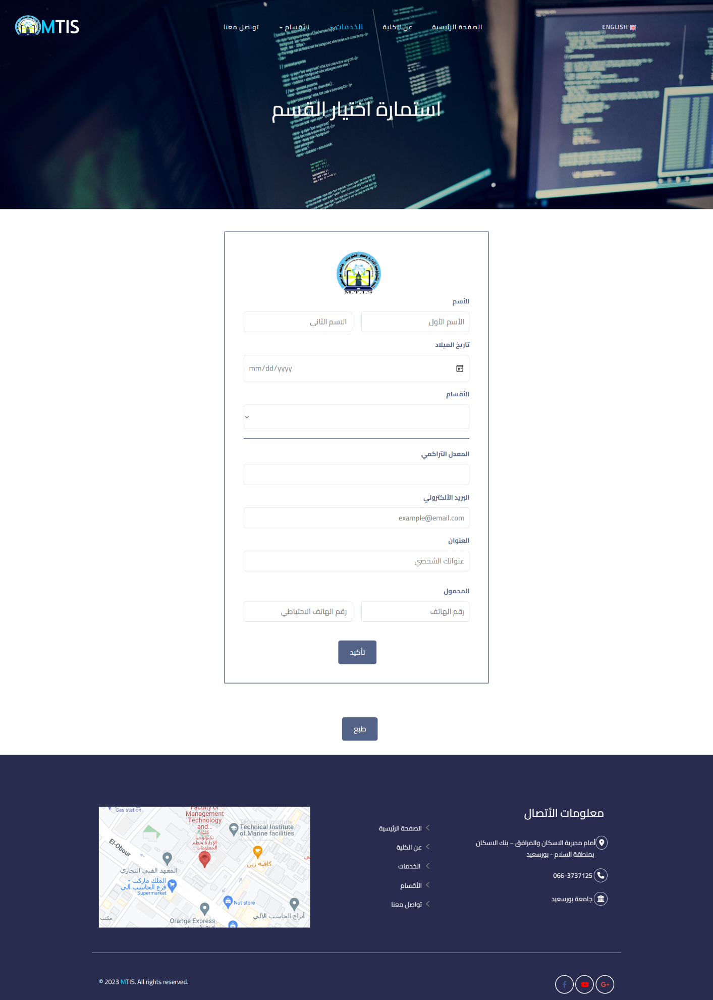 MTIS
الصفحة الرئيسية
عن الكلية
الخدمات
الأقسام
تواصل معنا
ENGLISH
استمارة اختيار القسم
M.T.I.S
الأسم
الأسم الأول
الاسم الثاني
تاريخ الميلاد
mm/dd/yyyy
الأقسام
المعدل التراكمي
البريد الألكتروني
example@email.com
العنوان
عنوانك الشخصي
المحمول
رقم الهاتف
رقم الهاتف الاحتياطي
تأكيد
طبع
معلومات الأتصال
أمام مديرية الاسكان والمرافق – بنك الاسكان
بمنطقة السلام - بورسعيد
066-3737125
جامعة بورسعيد
الصفحة الرئيسية
عن الكلية
الخدمات
الأقسام
تواصل معنا
Gas station
Faculty of
Management
Technology
and...
كلية
تكنولوجيا
الإدارة ونظم
المعلومات...
Technical Institute
of Marine facilities
El-Obour
كافيه زين
المعهد الفني التجاري
الملك ماركت -
فرع الحاسب آلي
Supermarket
Nut store
أبراج الحاسب الآلي
مكتب
Orange Express
© 2023 MTIS. All rights reserved.